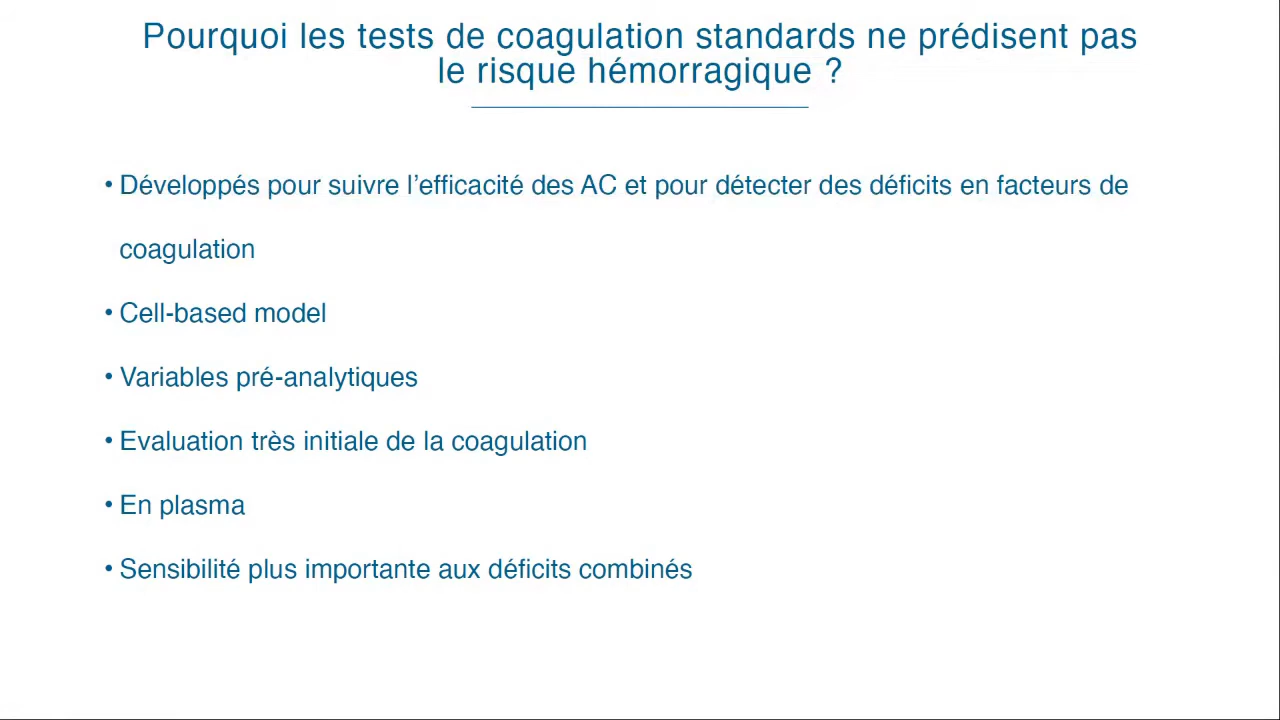 Pourquoi les tests de coagulation standards ne prédisent pas
le risque hémorragique ?
• Développés pour suivre l’efficacité des AC et pour détecter des déficits en facteurs de
coagulation
• Cell-based model
• Variables pré-analytiques
• Evaluation très initiale de la coagulation
• En plasma
• Sensibilité plus importante aux déficits combinés